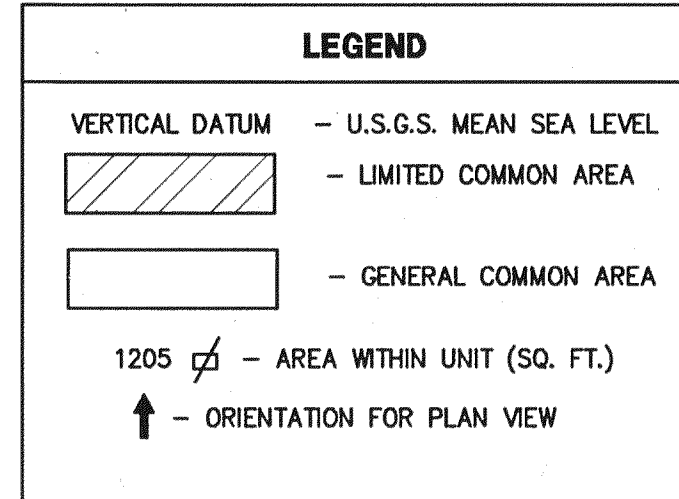 LEGEND
VERTICAL DATUM – U.S.G.S. MEAN SEA LEVEL
– LIMITED COMMON AREA
– GENERAL COMMON AREA
1205 – AREA WITHIN UNIT (SQ. FT.)
– ORIENTATION FOR PLAN VIEW